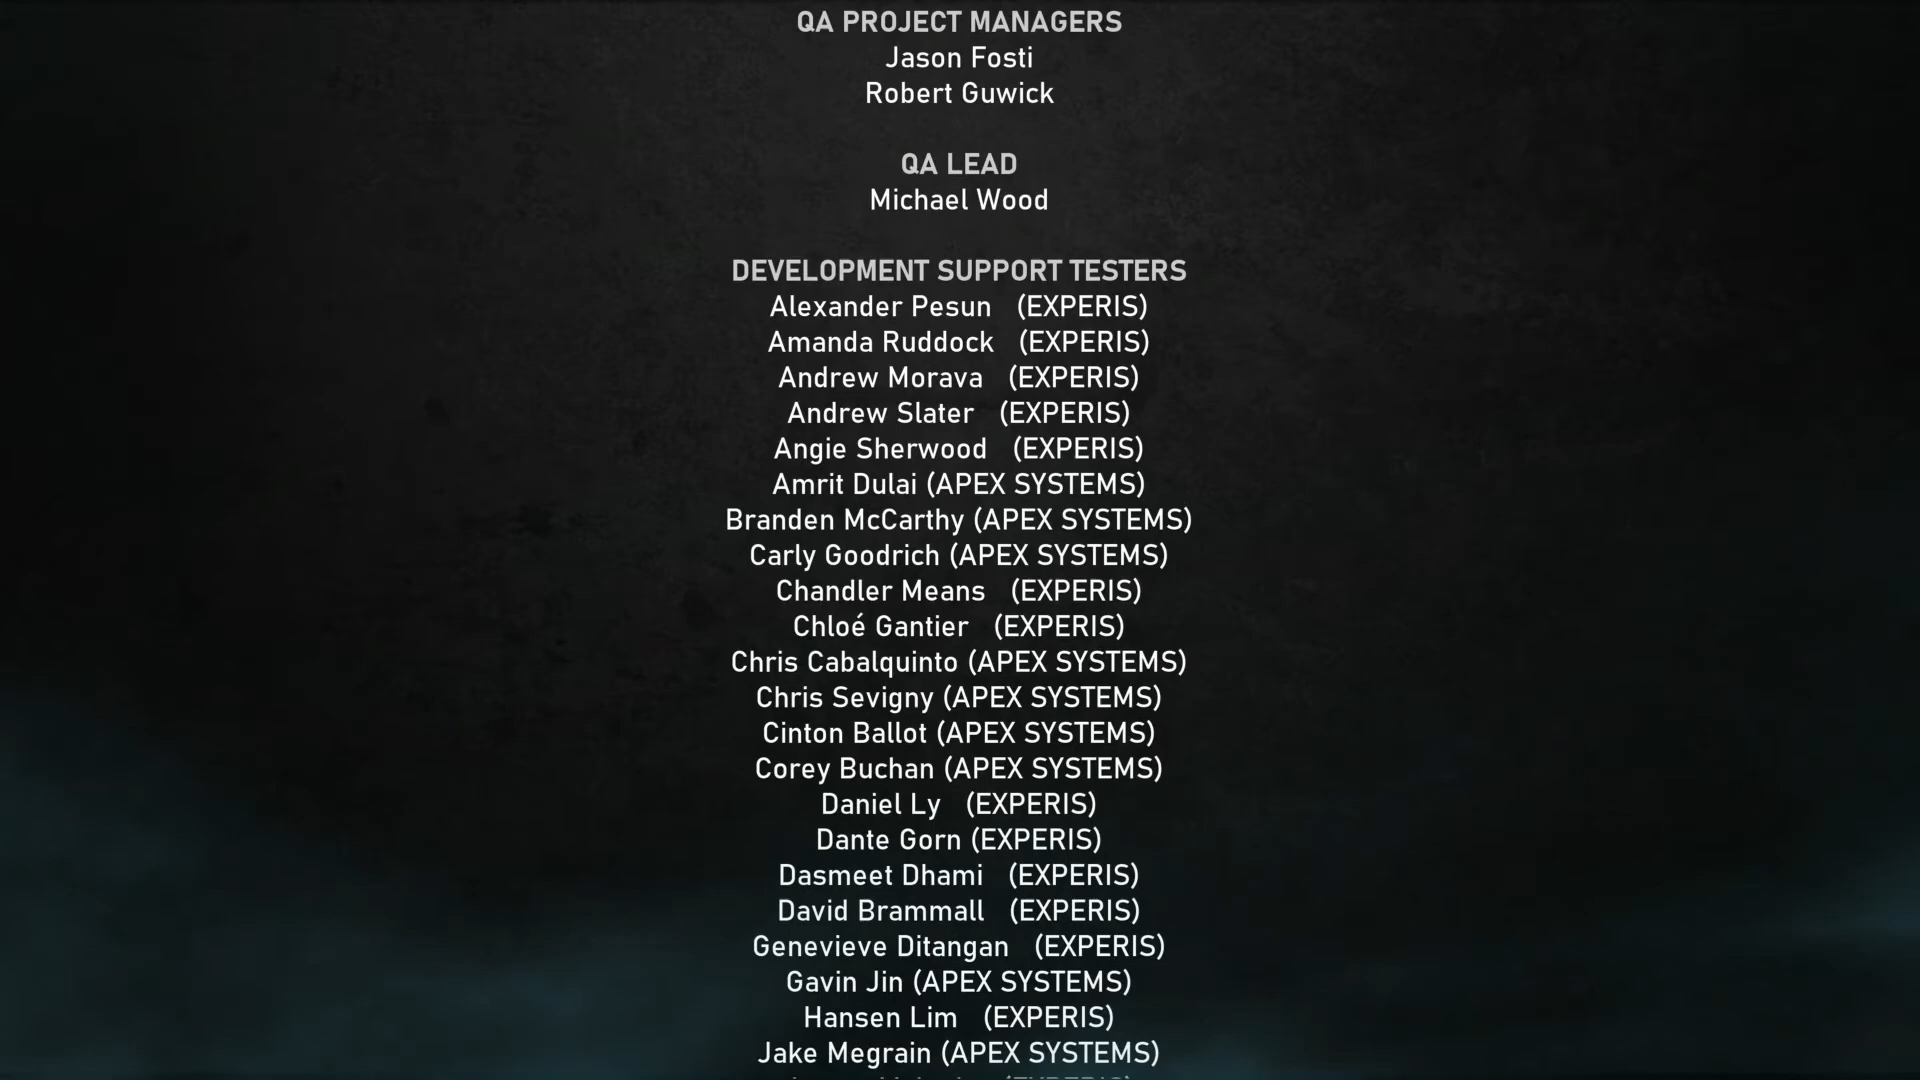 QA PROJECT MANAGERS
Jason Fosti
Robert Guwick
QA LEAD
Michael Wood
DEVELOPMENT SUPPORT TESTERS
Alexander Pesun (EXPERIS)
Amanda Ruddock (EXPERIS)
Andrew Morava (EXPERIS)
Andrew Slater (EXPERIS)
Angie Sherwood (EXPERIS)
Amrit Dulai (APEX SYSTEMS)
Branden McCarthy (APEX SYSTEMS)
Carly Goodrich (APEX SYSTEMS)
Chandler Means (EXPERIS)
Chloé Gantier (EXPERIS)
Chris Cabalquinto (APEX SYSTEMS)
Chris Sevigny (APEX SYSTEMS)
Cinton Ballot (APEX SYSTEMS)
Corey Buchan (APEX SYSTEMS)
Daniel Ly (EXPERIS)
Dante Gorn (EXPERIS)
Dasmeet Dhami (EXPERIS)
David Brammall (EXPERIS)
Genevieve Ditangan (EXPERIS)
Gavin Jin (APEX SYSTEMS)
Hansen Lim (EXPERIS)
Jake Megrain (APEX SYSTEMS)